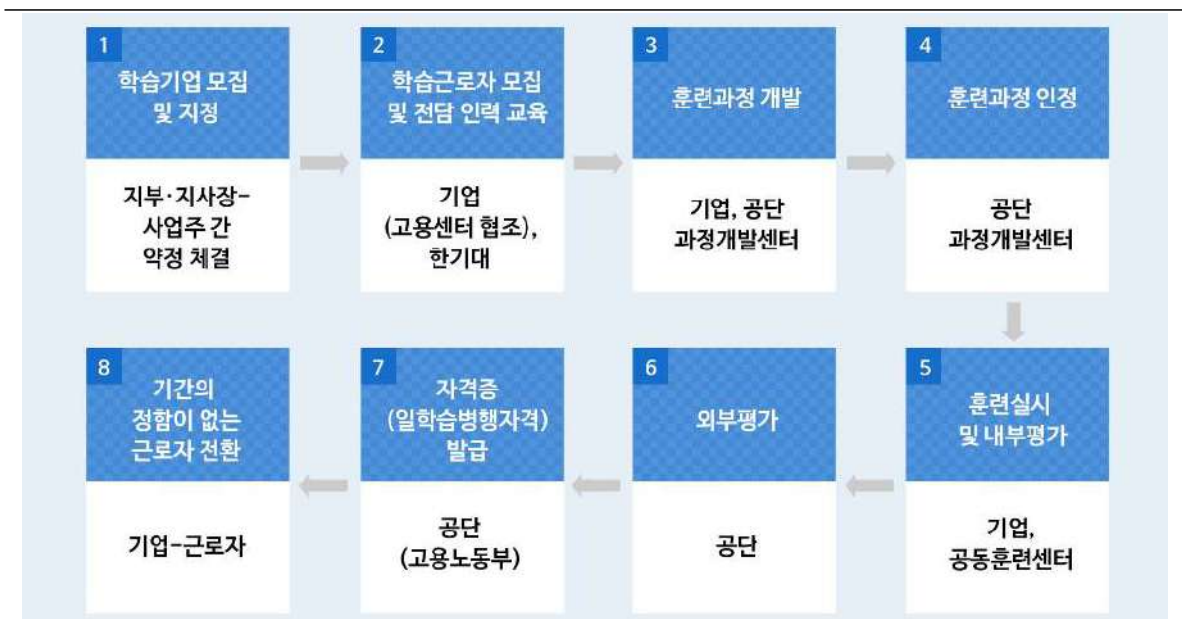 1
학습기업 모집
및 지정
지부·지사장-
사업주 간
약정 체결
2
학습근로자 모집
및 전담 인력 교육
기업
(고용센터 협조),
한기대
3
훈련과정 개발
기업, 공단
과정개발센터
4
훈련과정 인정
공단
과정개발센터
5
훈련실시
및 내부평가
기업,
공동훈련센터
6
외부평가
공단
7
자격증
(일학습병행자격)
발급
공단
(고용노동부)
8
기간의
정함이 없는
근로자 전환
기업-근로자